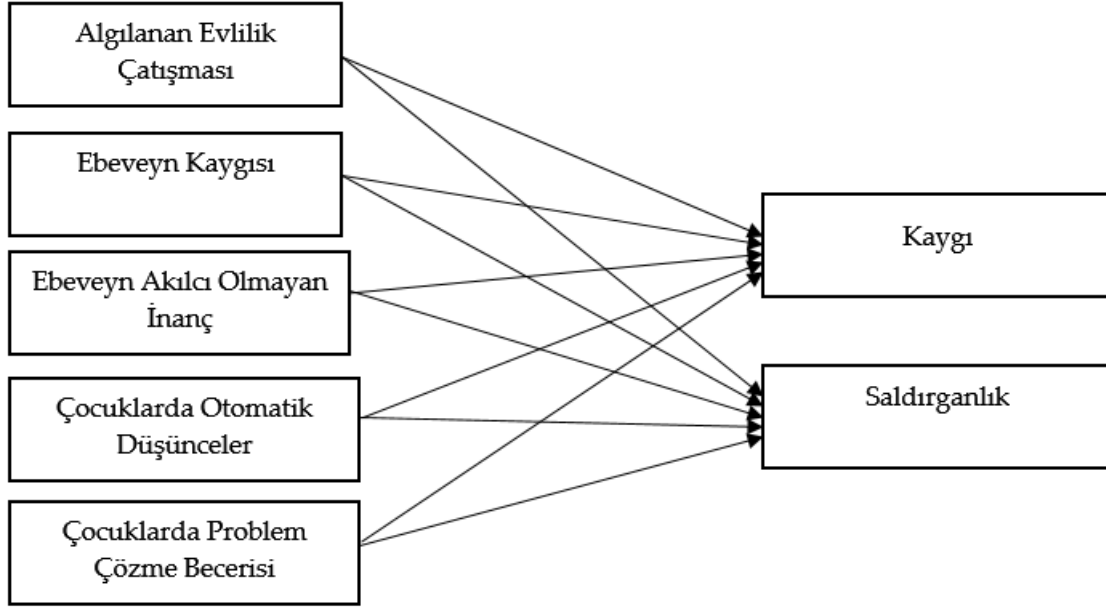 Algılanan Evlilik
Çatışması
Ebeveyn Kaygısı
Ebeveyn Akılcı Olmayan
İnanç
Çocuklarda Otomatik
Düşünceler
Çocuklarda Problem
Çözme Becerisi
Kaygı
Saldırganlık